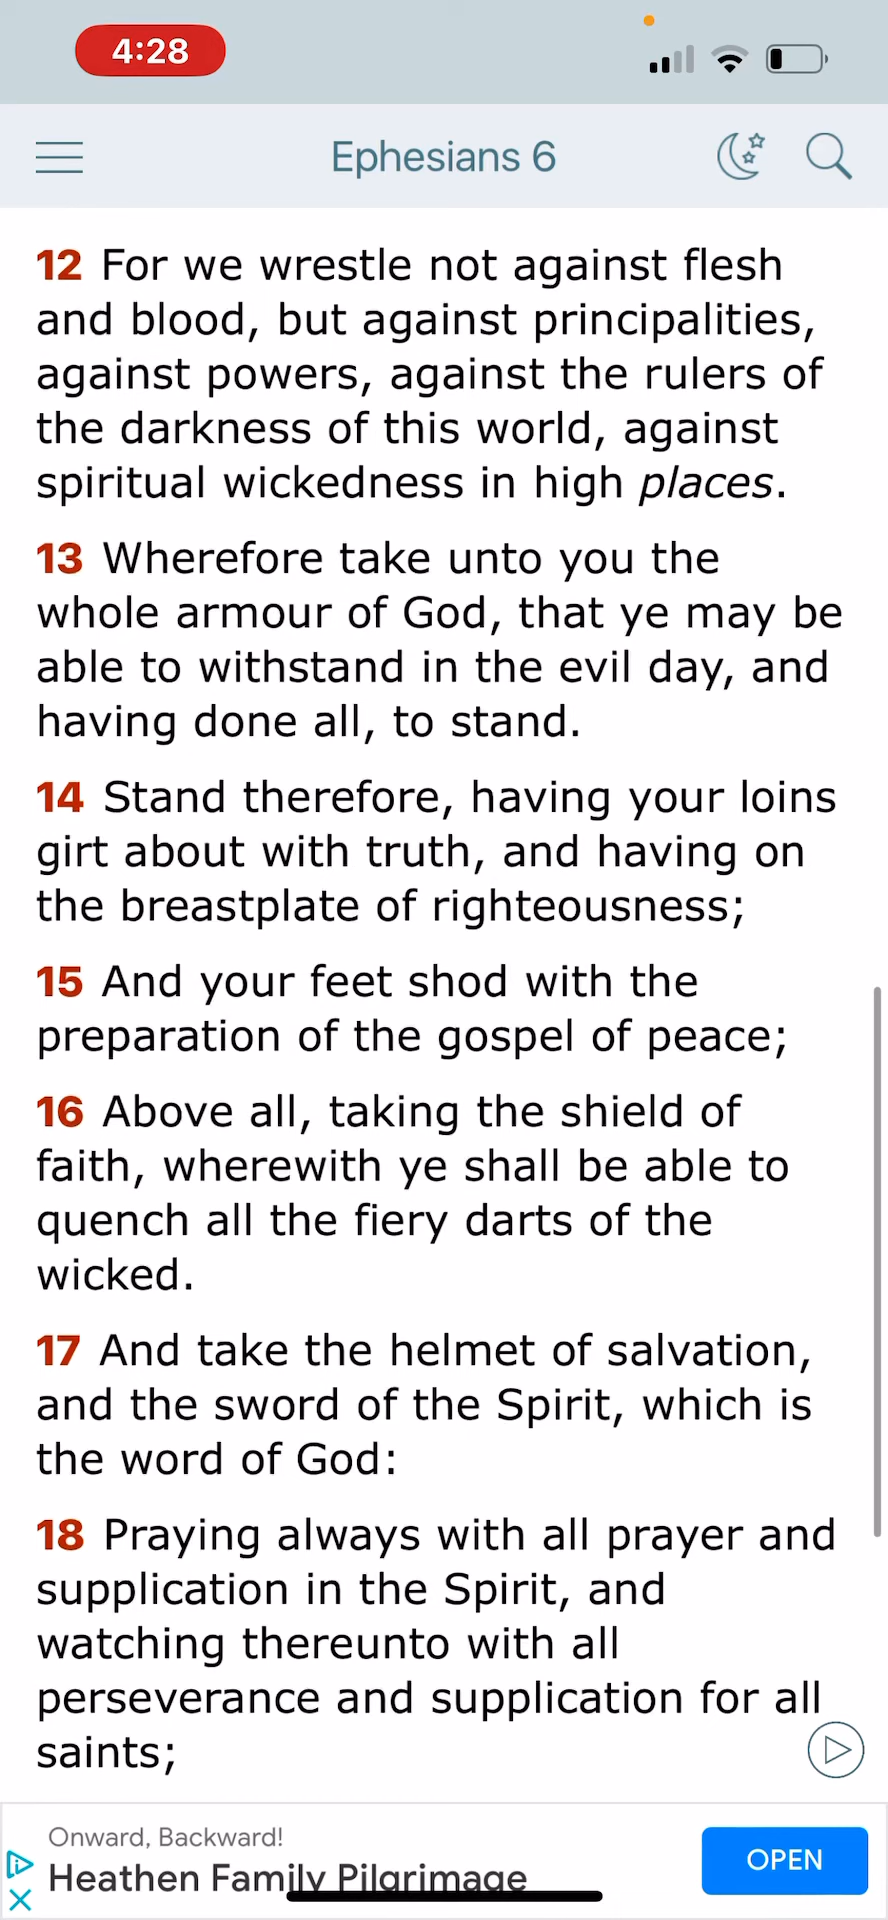 4:28
Ephesians 6
12 For we wrestle not against flesh
and blood, but against principalities,
against powers, against the rulers of
the darkness of this world, against
spiritual wickedness in high places.
13 Wherefore take unto you the
whole armour of God, that ye may be
able to withstand in the evil day, and
having done all, to stand.
14 Stand therefore, having your loins
girt about with truth, and having on
the breastplate of righteousness;
15 And your feet shod with the
preparation of the gospel of peace;
16 Above all, taking the shield of
faith, wherewith ye shall be able to
quench all the fiery darts of the
wicked.
17 And take the helmet of salvation,
and the sword of the Spirit, which is
the word of God:
18 Praying always with all prayer and
supplication in the Spirit, and
watching thereunto with all
perseverance and supplication for all
saints;
Onward, Backward!
Heathen Family Pilgrimage
OPEN